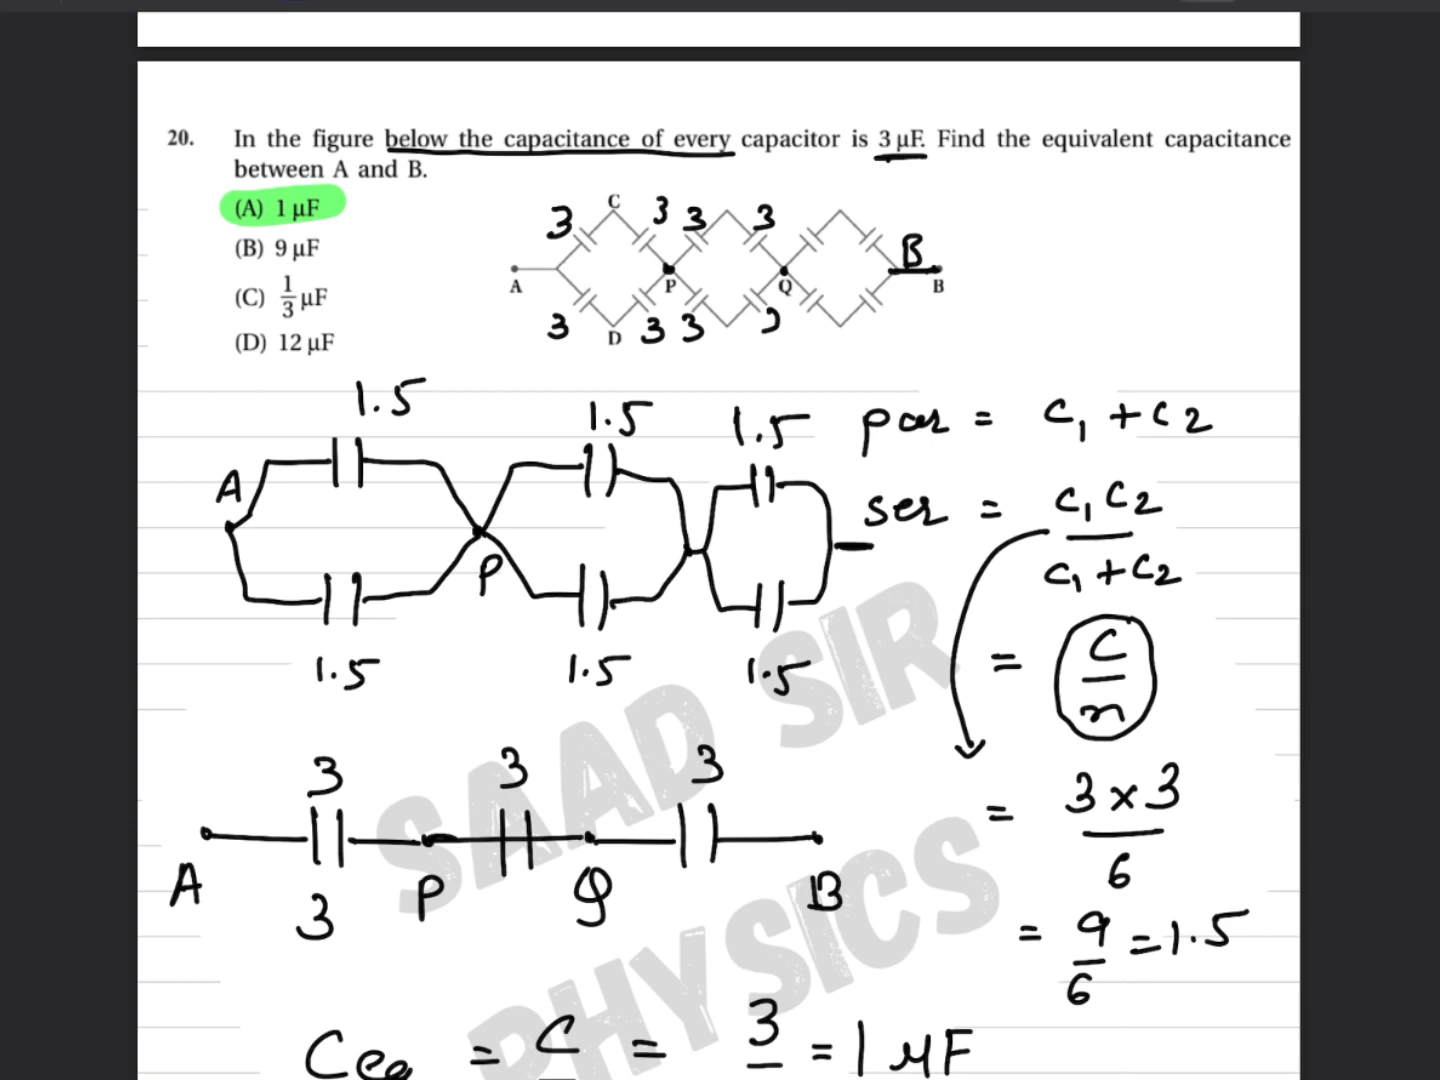 20. In the figure below the capacitance of every capacitor is 3 μF. Find the equivalent capacitance
between A and B.
(A) 1 μF
(B) 9 μF
(C) 1/3 μF
(D) 12 μF
3 C 3 3 3
B
A P Q B
3 D 3 3
1.5 1.5 1.5
A
P
1.5 1.5 1.5
par = C₁ + C₂
ser = C₁C₂ / C₁ + C₂
= C / n
= 3 × 3 / 6
= 9 / 6 = 1.5
3 3 3
A P Q B
3
= C = 3 = 1 μF
SAAD SIR
PHYSICS